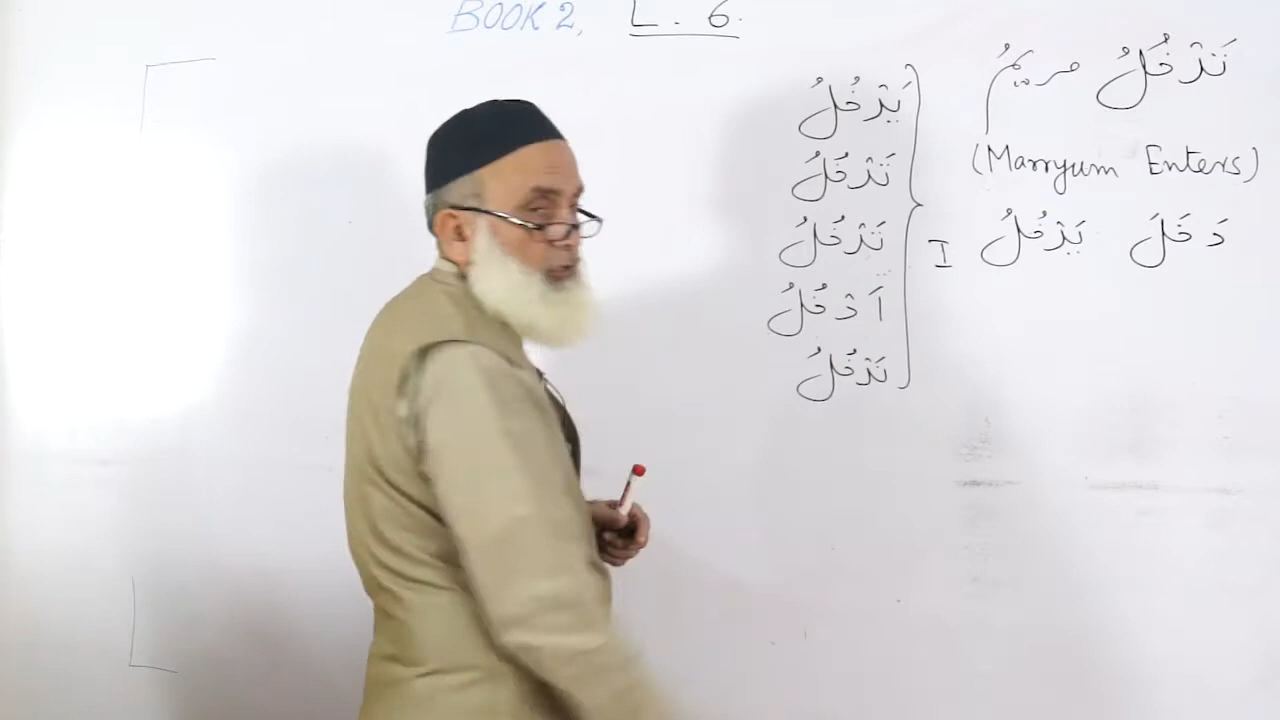 BOOK 2, L. 6.
تَدْخُلُ مريمُ
(Marryum Enters)
دَخَلَ يَدْخُلُ I
يَدْخُلُ
تَدْخُلُ
تَدْخُلُ
اَدْخُلُ
نَدْخُلُ